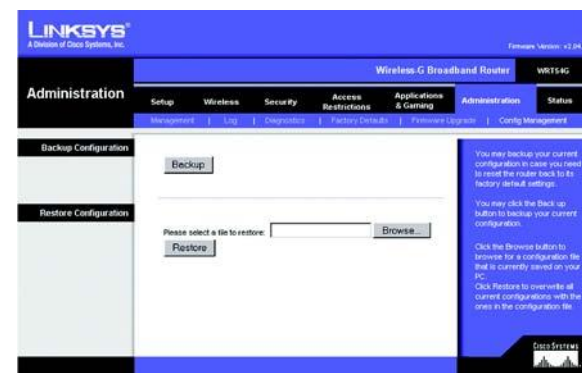 LINKSYS®
A Division of Cisco Systems, Inc.
Firmware Version: v2.04
Wireless-G Broadband Router
WRT54G
Administration
Setup
Wireless
Security
Access Restrictions
Applications & Gaming
Administration
Status
Management | Log | Diagnostics | Factory Defaults | Firmware Upgrade | Config Management
Backup Configuration
Backup
Restore Configuration
Please select a file to restore:
Browse...
Restore
You may backup your current
configuration in case you need
to reset the router back to its
factory default settings.
You may click the Back up
button to backup your current
configuration.
Click the Browse button to
browse for a configuration file
that is currently saved on your
PC.
Click Restore to overwrite all
current configurations with the
ones in the configuration file.
CISCO SYSTEMS